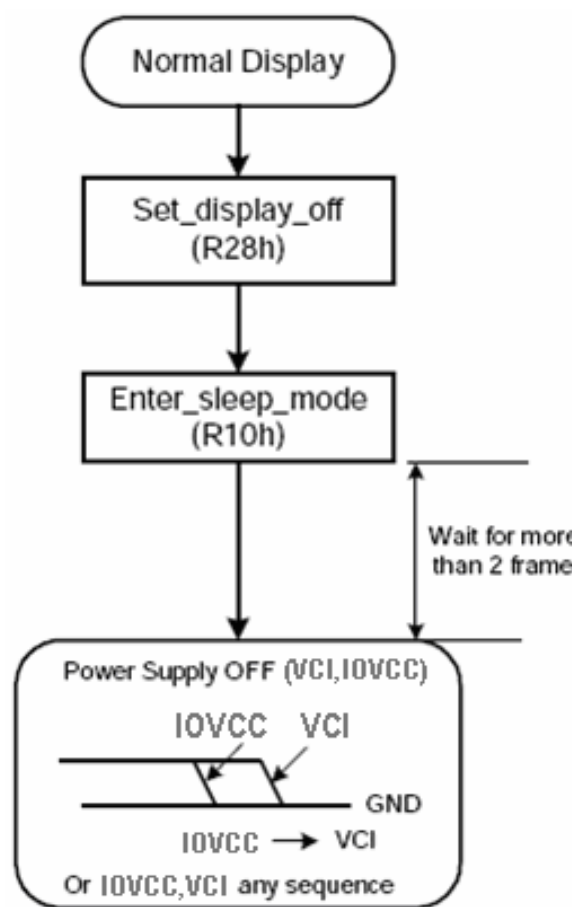 Normal Display
Set_display_off
(R28h)
Enter_sleep_mode
(R10h)
Wait for more
than 2 frame
Power Supply OFF (VCI,IOVCC)
IOVCC VCI
GND
IOVCC VCI
Or IOVCC,VCI any sequence